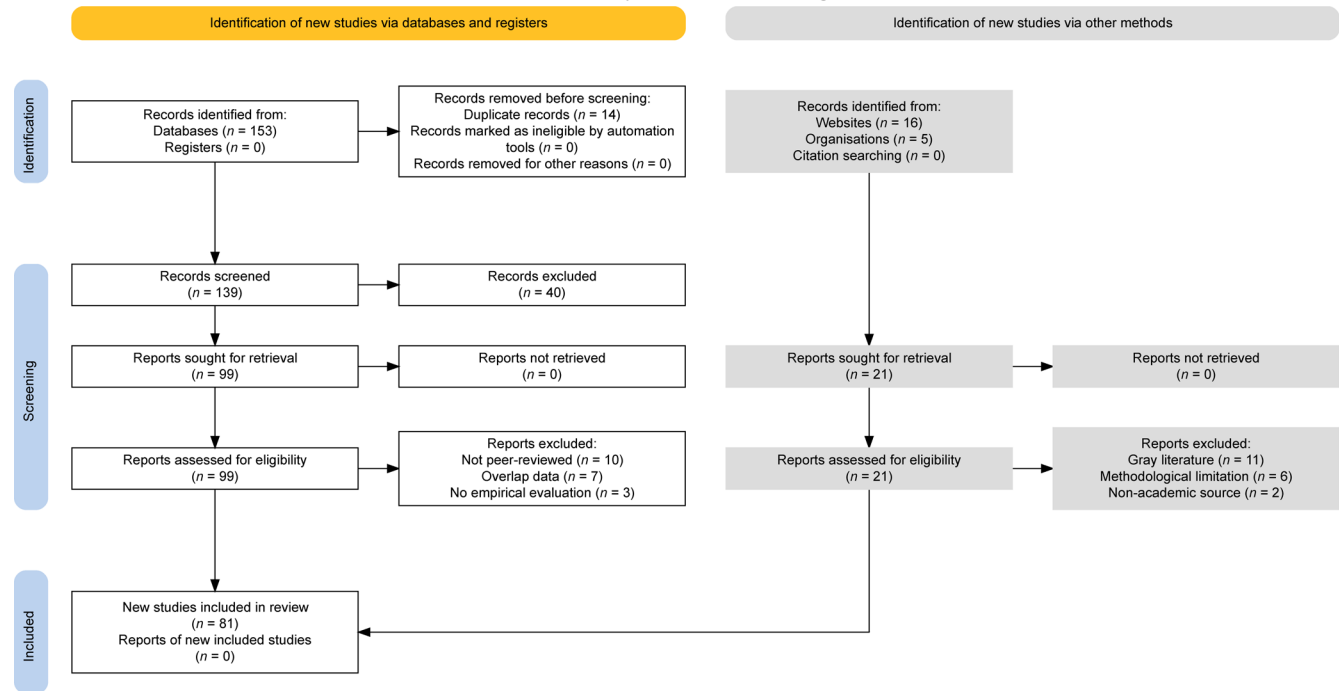 Identification of new studies via databases and registers
Identification of new studies via other methods
Identification
Records identified from:
Databases (n = 153)
Registers (n = 0)
Records removed before screening:
Duplicate records (n = 14)
Records marked as ineligible by automation
tools (n = 0)
Records removed for other reasons (n = 0)
Records identified from:
Websites (n = 16)
Organisations (n = 5)
Citation searching (n = 0)
Screening
Records screened
(n = 139)
Records excluded
(n = 40)
Reports sought for retrieval
(n = 99)
Reports not retrieved
(n = 0)
Reports sought for retrieval
(n = 21)
Reports not retrieved
(n = 0)
Reports assessed for eligibility
(n = 99)
Reports excluded:
Not peer-reviewed (n = 10)
Overlap data (n = 7)
No empirical evaluation (n = 3)
Reports assessed for eligibility
(n = 21)
Reports excluded:
Gray literature (n = 11)
Methodological limitation (n = 6)
Non-academic source (n = 2)
Included
New studies included in review
(n = 81)
Reports of new included studies
(n = 0)